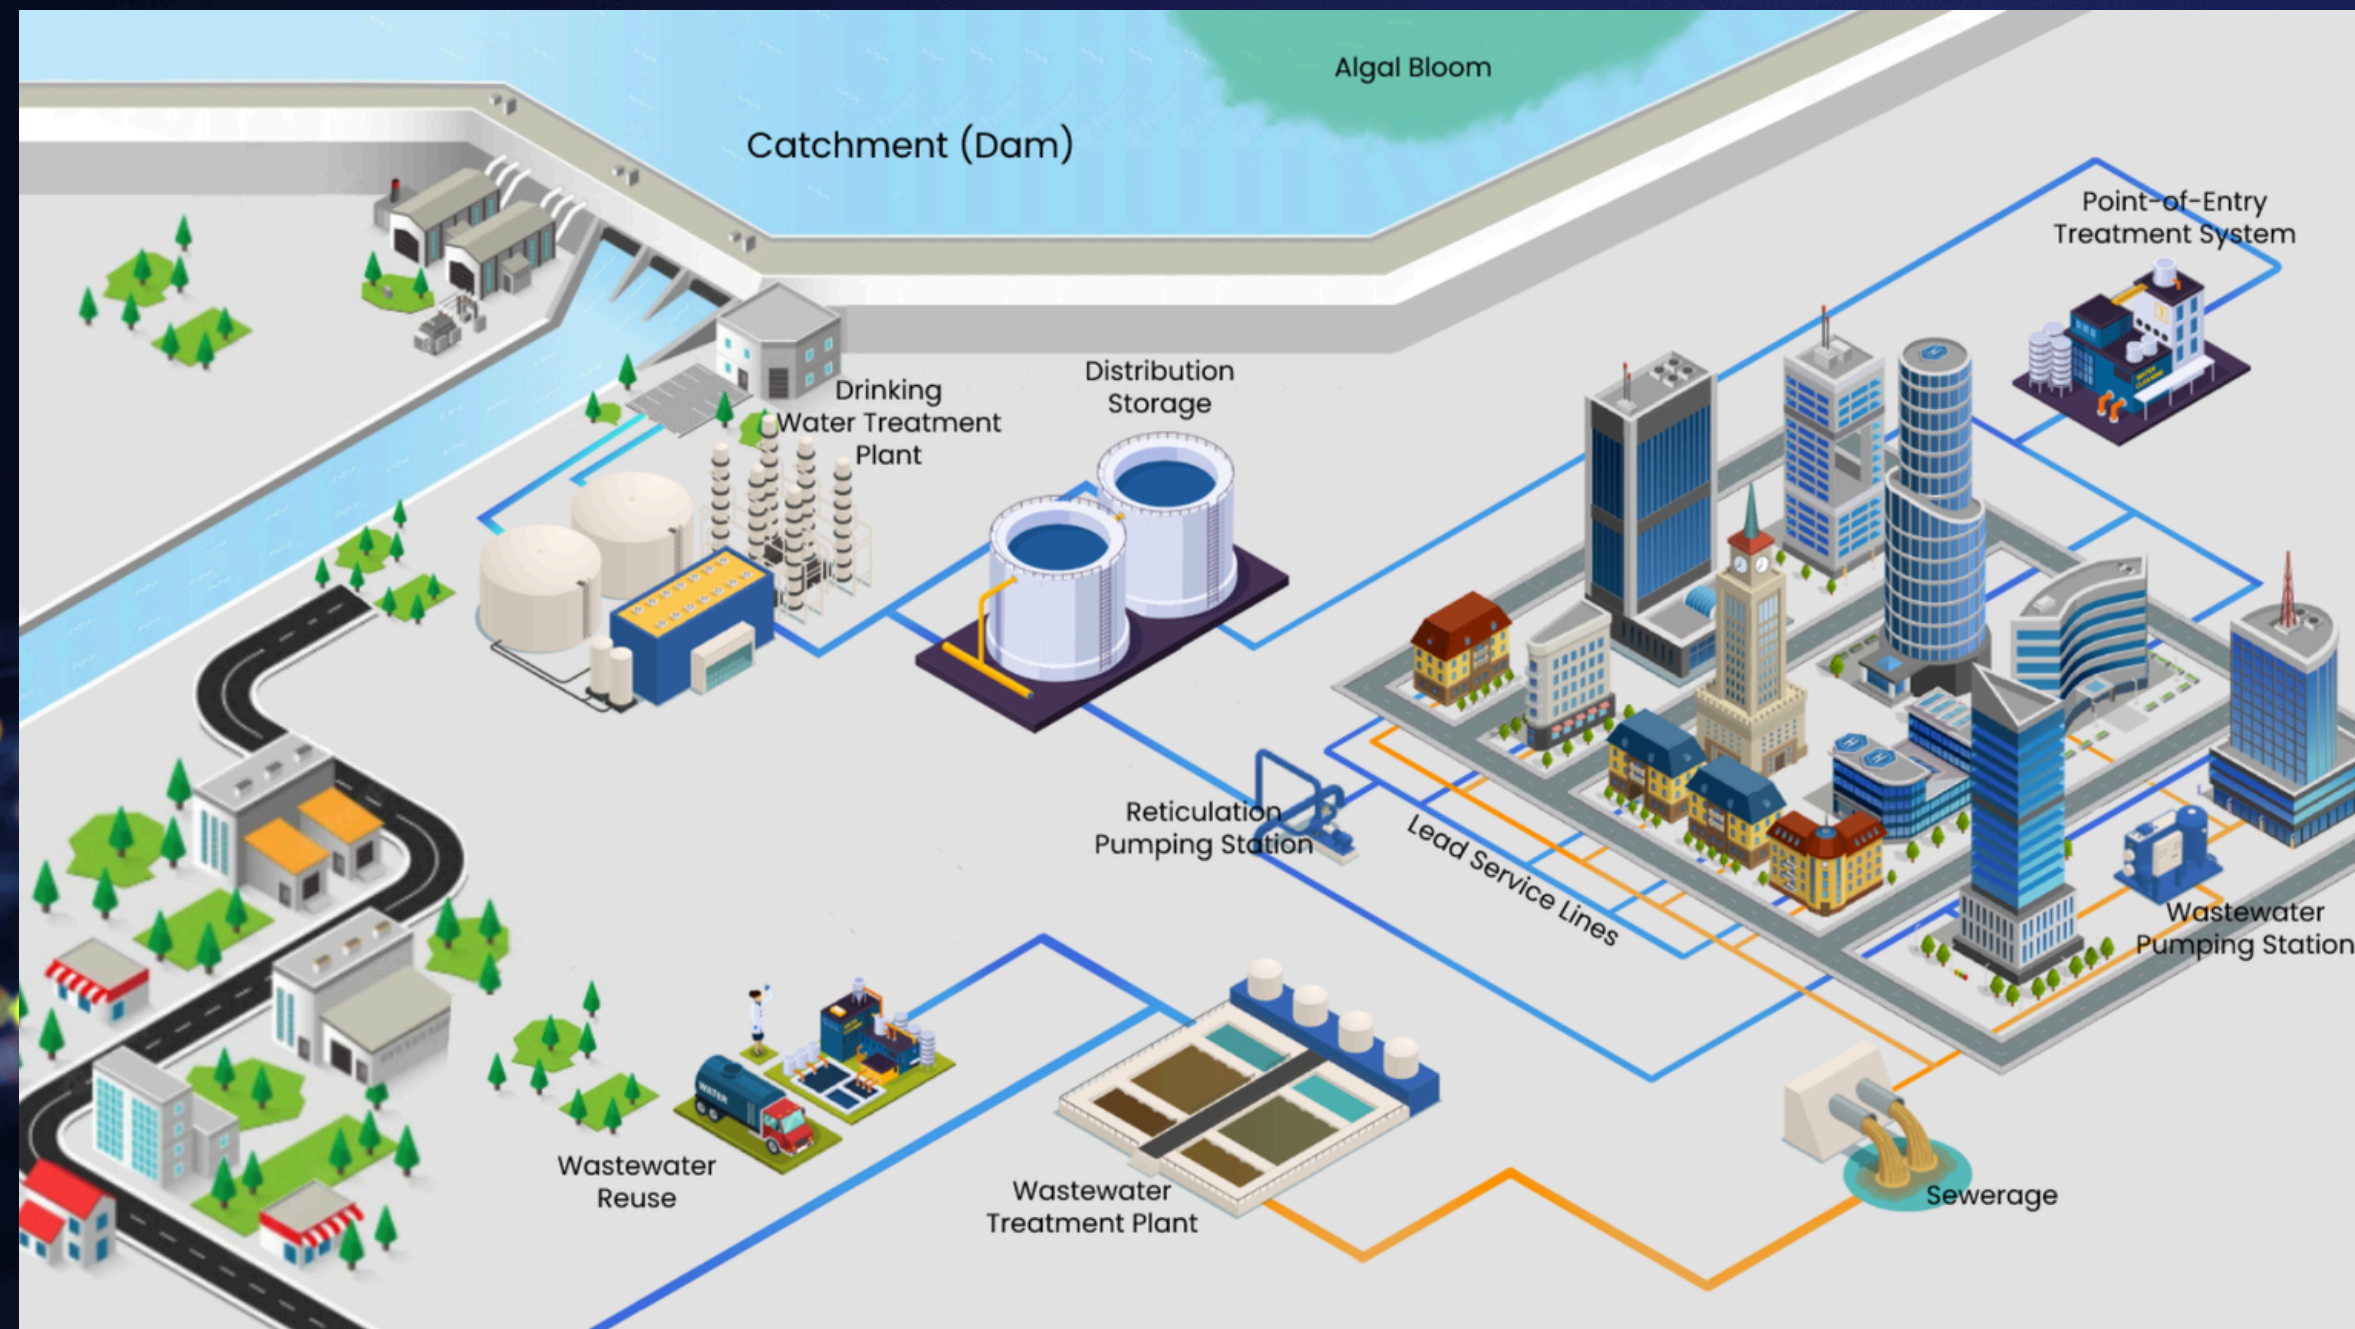 Algal Bloom
Catchment (Dam)
Point-of-Entry
Treatment System
Distribution
Storage
Drinking
Water Treatment
Plant
Reticulation
Pumping Station
Lead Service Lines
Wastewater
Pumping Station
WATER
Wastewater
Reuse
Wastewater
Treatment Plant
Sewerage